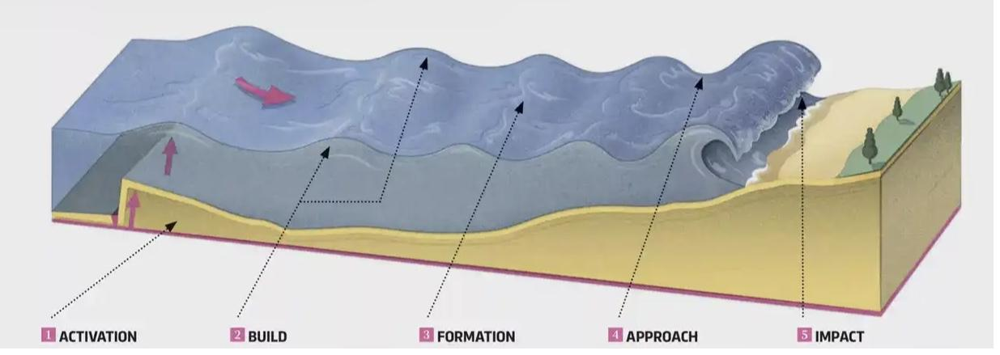 1 ACTIVATION
2 BUILD
3 FORMATION
4 APPROACH
5 IMPACT